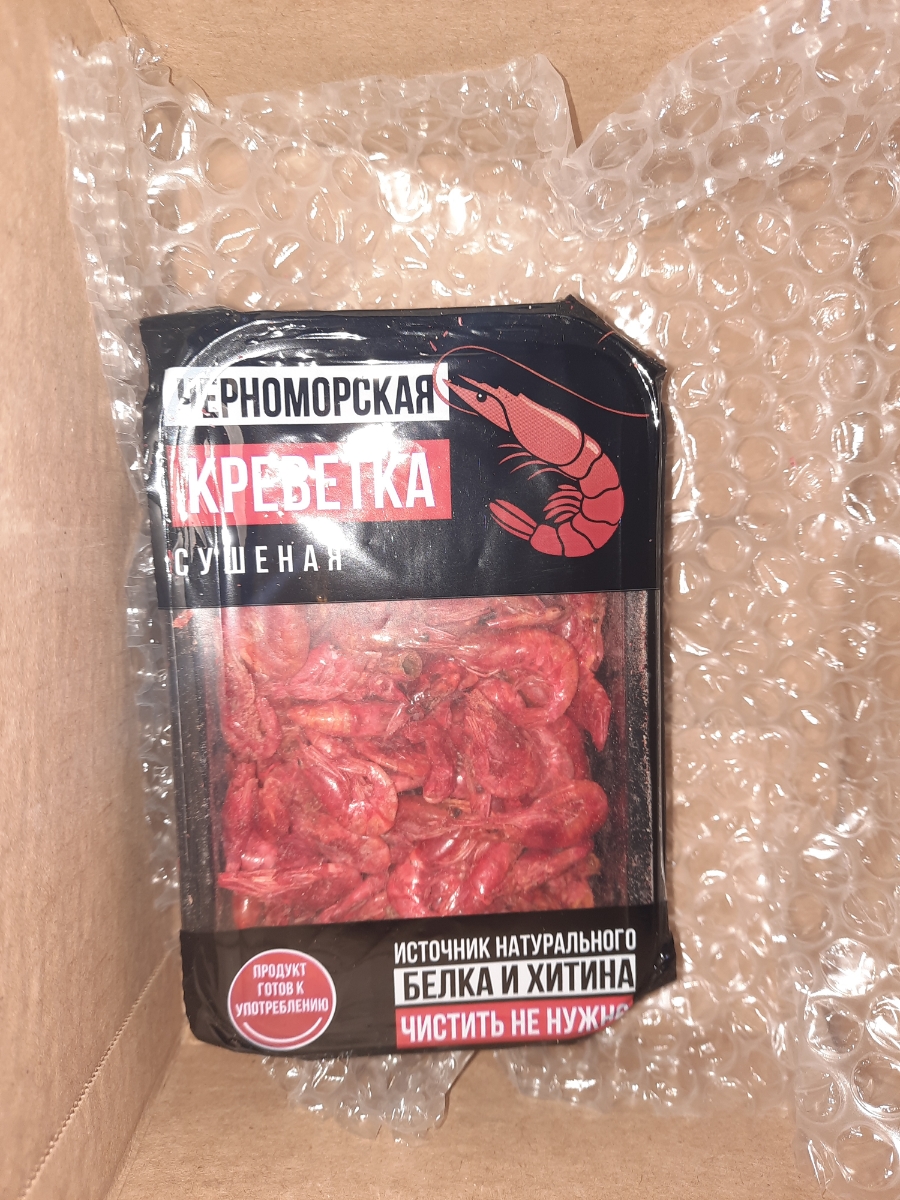 ЧЕРНОМОРСКАЯ
КРЕВЕТКА
СУШЕНАЯ
ПРОДУКТ
ГОТОВ К
УПОТРЕБЛЕНИЮ
ИСТОЧНИК НАТУРАЛЬНОГО
БЕЛКА И ХИТИНА
ЧИСТИТЬ НЕ НУЖНО